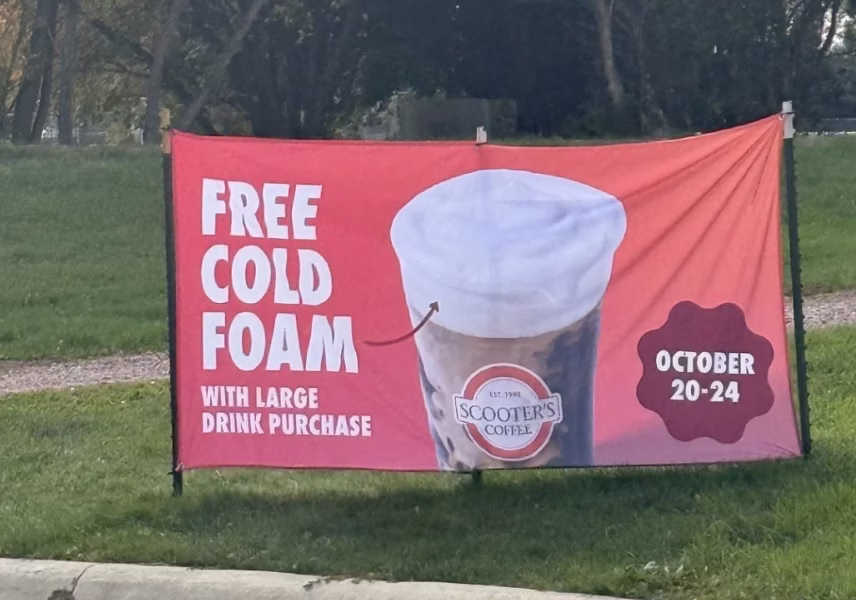 FREE
COLD
FOAM
WITH LARGE
DRINK PURCHASE
EST. 1998
SCOOTER'S
COFFEE
OCTOBER
20-24